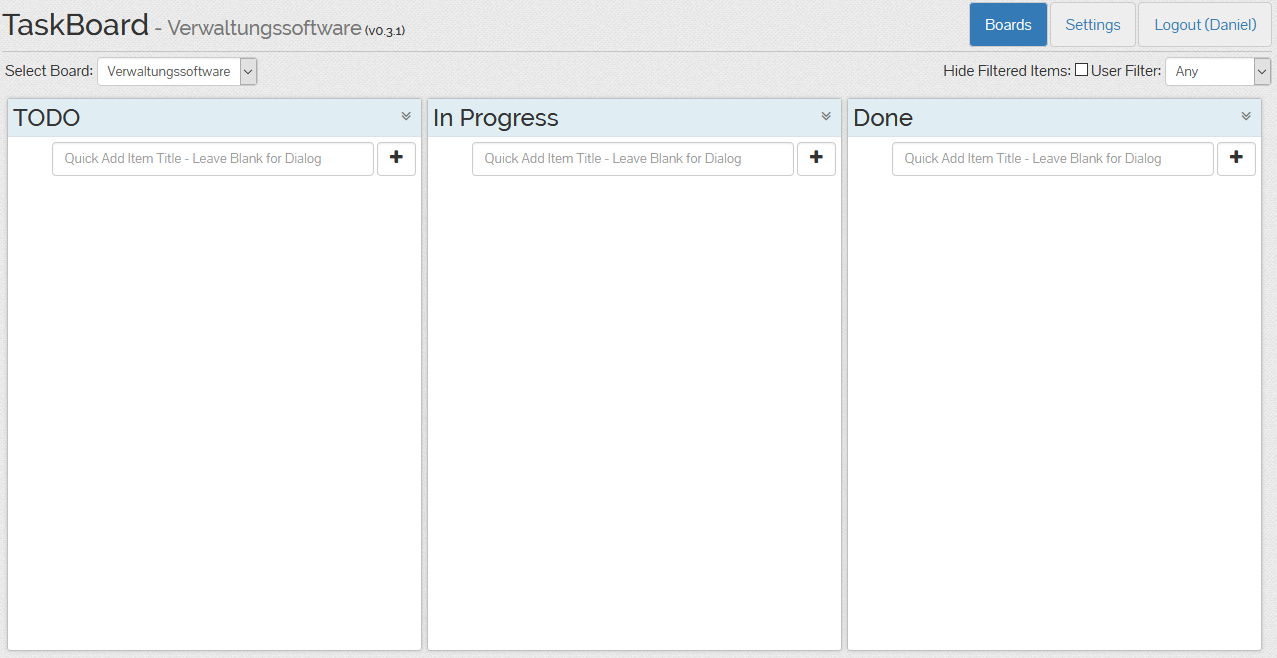 TaskBoard - Verwaltungssoftware (v0.3.1) Boards Settings Logout (Daniel)
Select Board: Verwaltungssoftware Hide Filtered Items: User Filter: Any
TODO In Progress Done
Quick Add Item Title - Leave Blank for Dialog Quick Add Item Title - Leave Blank for Dialog Quick Add Item Title - Leave Blank for Dialog